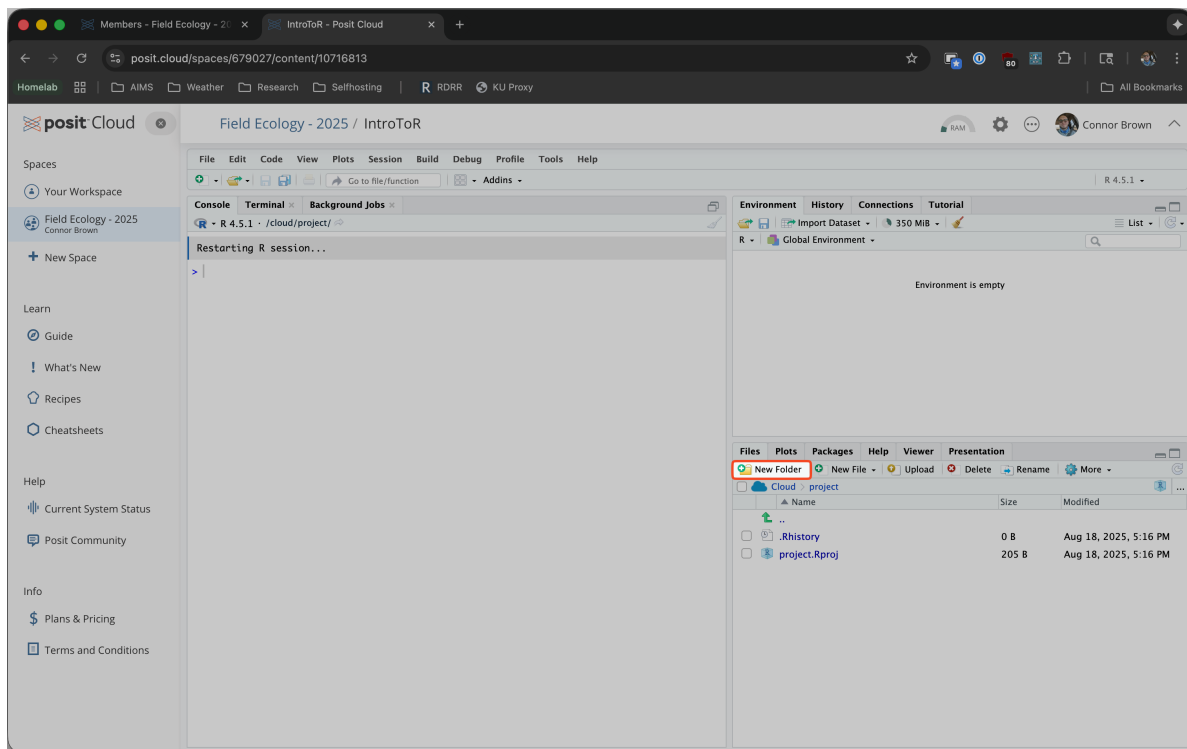 Members - Field Ecology - 20
IntroToR - Posit Cloud
posit.cloud/spaces/679027/content/10716813
80
Homelab
AIMS
Weather
Research
Selfhosting
R RDRR
KU Proxy
All Bookmarks
posit Cloud
Field Ecology - 2025 / IntroToR
RAM
Connor Brown
Spaces
Your Workspace
Field Ecology - 2025
Connor Brown
New Space
Learn
Guide
What's New
Recipes
Cheatsheets
Help
Current System Status
Posit Community
Info
Plans & Pricing
Terms and Conditions
File Edit Code View Plots Session Build Debug Profile Tools Help
Go to file/function
Addins
R 4.5.1
Console Terminal Background Jobs
R 4.5.1 · /cloud/project/
Restarting R session...
>
Environment History Connections Tutorial
Import Dataset
350 MiB
List
R
Global Environment
Environment is empty
Files Plots Packages Help Viewer Presentation
New Folder New File Upload Delete Rename More
Cloud > project
...
Name Size Modified
..
.Rhistory 0 B Aug 18, 2025, 5:16 PM
project.Rproj 205 B Aug 18, 2025, 5:16 PM